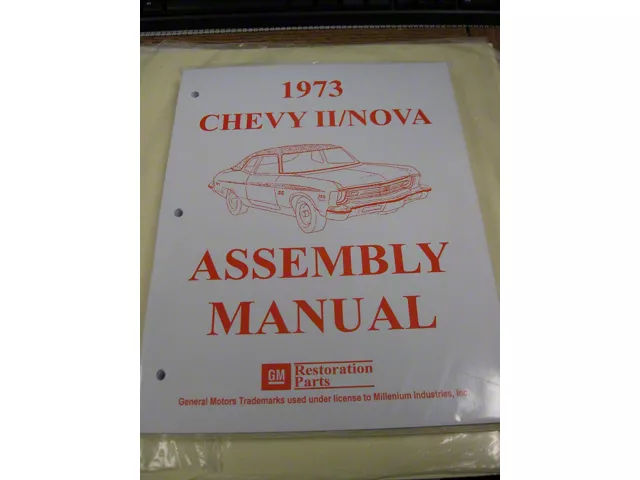 1973
CHEVY II/NOVA
ASSEMBLY
MANUAL
GM
Restoration
Parts
General Motors Trademarks used under license to Millenium Industries, Inc